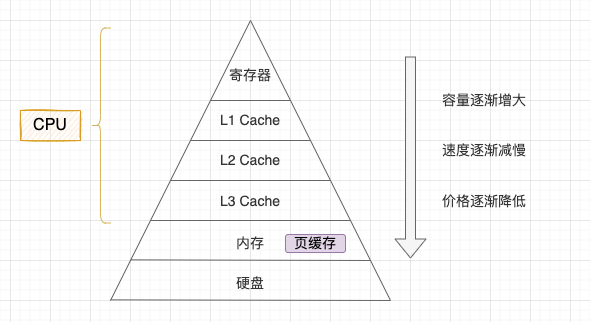 寄存器
容量逐渐增大
CPU
L1 Cache
速度逐渐减慢
L2 Cache
L3 Cache
价格逐渐降低
内存 页缓存
硬盘